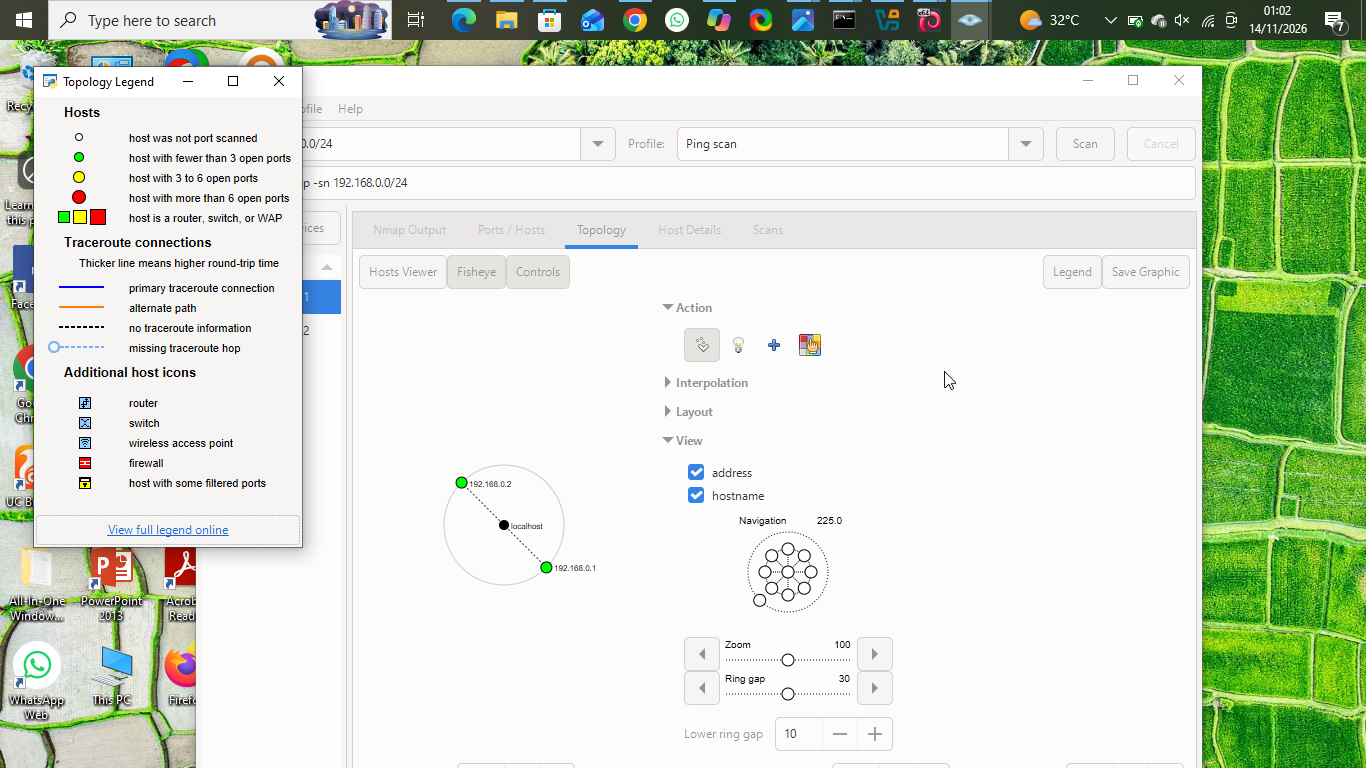 Type here to search
32°C
01:02
14/11/2026
7
Topology Legend
Hosts
host was not port scanned
host with fewer than 3 open ports
host with 3 to 6 open ports
host with more than 6 open ports
host is a router, switch, or WAP
Traceroute connections
Thicker line means higher round-trip time
primary traceroute connection
alternate path
no traceroute information
missing traceroute hop
Additional host icons
router
switch
wireless access point
firewall
host with some filtered ports
View full legend online
Help
0.0/24
Profile:
Ping scan
Scan
Cancel
-sn 192.168.0.0/24
Nmap Output
Ports / Hosts
Topology
Host Details
Scans
Hosts Viewer
Fisheye
Controls
Legend
Save Graphic
1
2
Action
Interpolation
Layout
View
address
hostname
Navigation 225.0
Zoom 100
Ring gap 30
Lower ring gap 10
192.168.0.2
localhost
192.168.0.1
UC B
All-In-One
Window...
PowerPoint
2013
Acrob
Read
WhatsApp
Web
This PC
Firefo